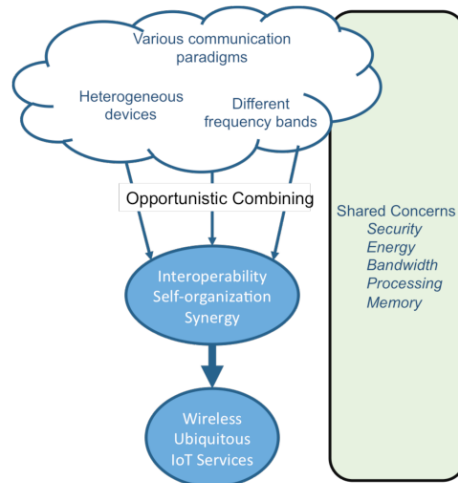 Various communication
paradigms
Heterogeneous
devices
Different
frequency bands
Opportunistic Combining
Interoperability
Self-organization
Synergy
Wireless
Ubiquitous
IoT Services
Shared Concerns
Security
Energy
Bandwidth
Processing
Memory